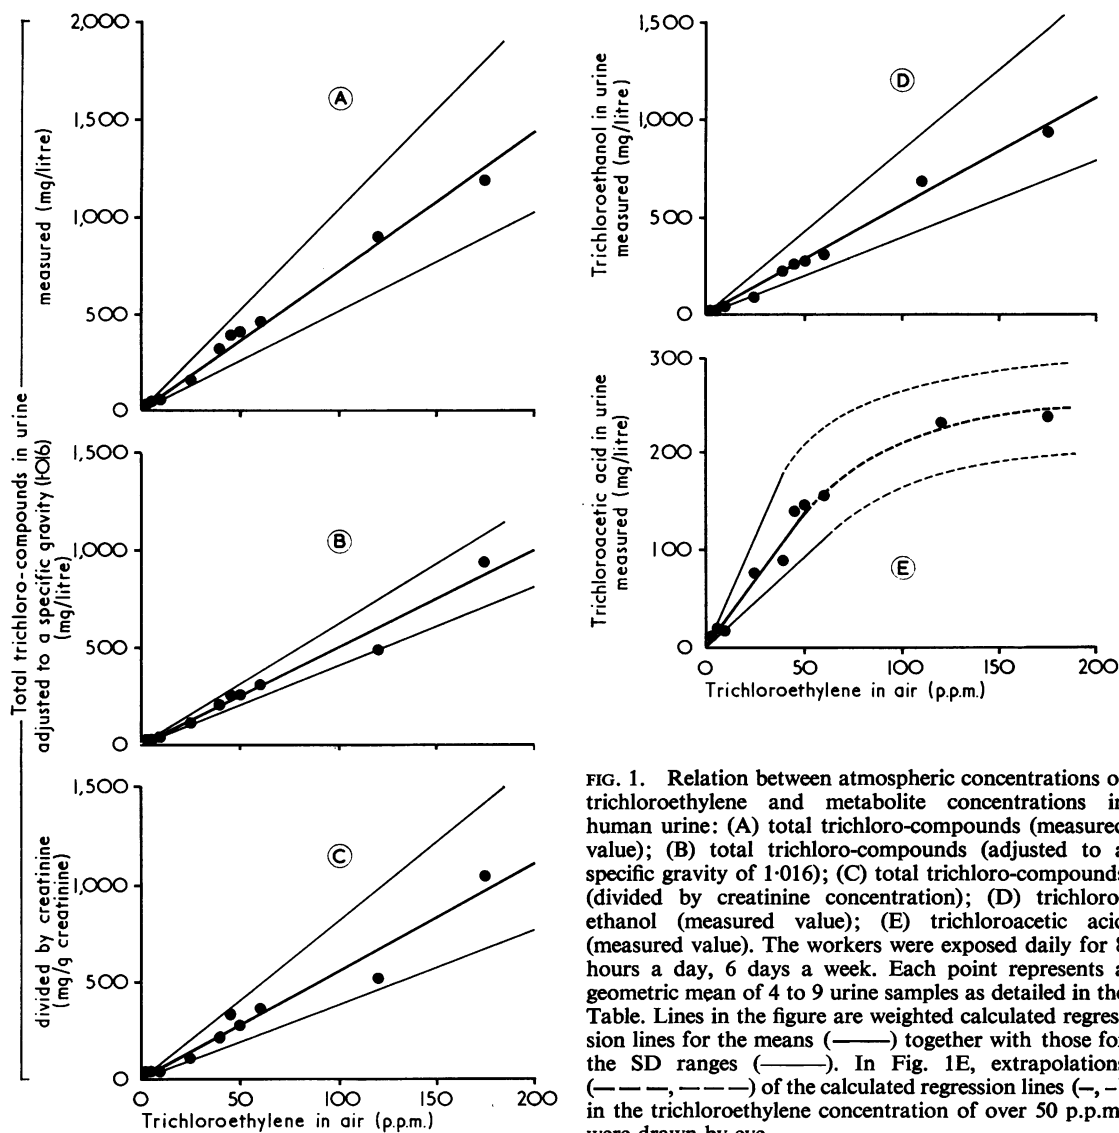 Total trichloro-compounds in urine
measured (mg/litre)
2,000
1,500
1,000
500
0
A
0
50
100
150
200
adjusted to a specific gravity (1·016)
(mg/litre)
1,500
1,000
500
0
B
divided by creatinine
(mg/g creatinine)
1,500
1,000
500
0
C
0
50
100
150
200
Trichloroethylene in air (p.p.m.)
Trichloroethanol in urine
measured (mg/litre)
1,500
1,000
500
0
D
Trichloroacetic acid in urine
measured (mg/litre)
300
200
100
0
E
0
50
100
150
200
Trichloroethylene in air (p.p.m.)
FIG. 1. Relation between atmospheric concentrations o
trichloroethylene and metabolite concentrations in
human urine: (A) total trichloro-compounds (measured
value); (B) total trichloro-compounds (adjusted to a
specific gravity of 1·016); (C) total trichloro-compounds
(divided by creatinine concentration); (D) trichloro-
ethanol (measured value); (E) trichloroacetic acid
(measured value). The workers were exposed daily for 8
hours a day, 6 days a week. Each point represents a
geometric mean of 4 to 9 urine samples as detailed in the
Table. Lines in the figure are weighted calculated regres-
sion lines for the means (——) together with those for
the SD ranges (——). In Fig. 1E, extrapolations
(– – –, – – –) of the calculated regression lines (–, –
in the trichloroethylene concentration of over 50 p.p.m.
were drawn by eye